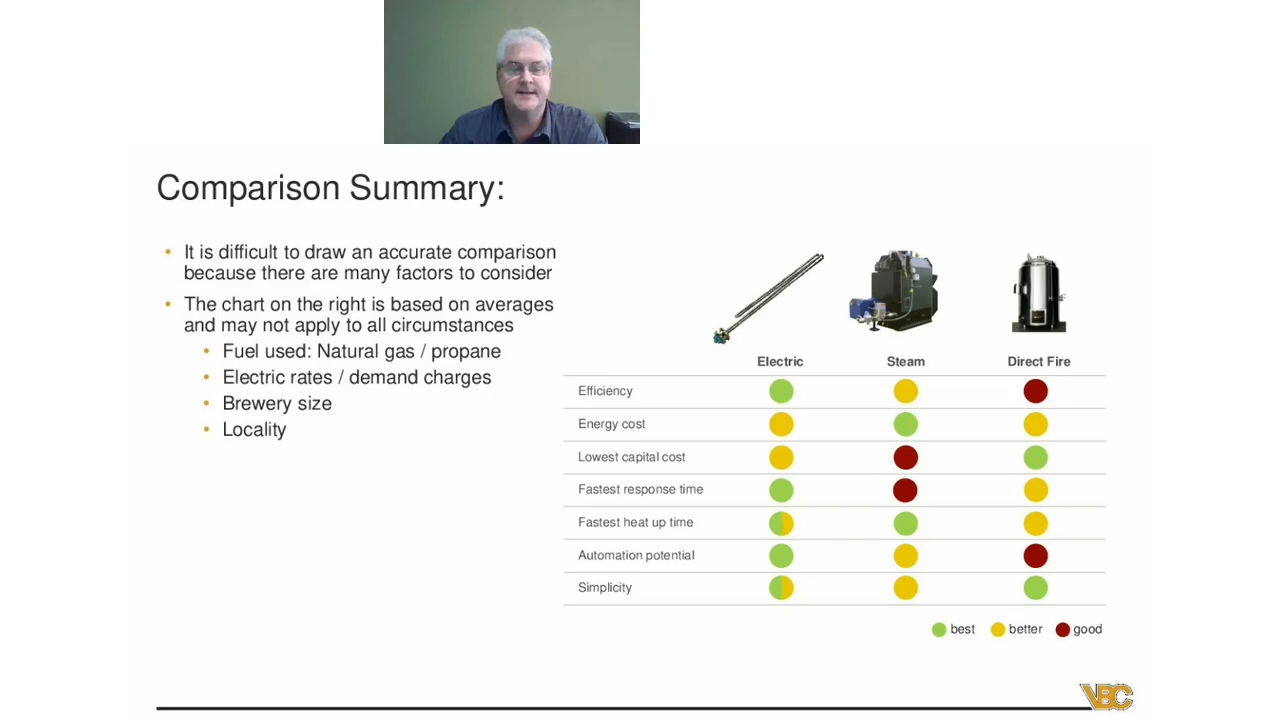 Comparison Summary:
• It is difficult to draw an accurate comparison
because there are many factors to consider
• The chart on the right is based on averages
and may not apply to all circumstances
• Fuel used: Natural gas / propane
• Electric rates / demand charges
• Brewery size
• Locality
Electric Steam Direct Fire
Efficiency
Energy cost
Lowest capital cost
Fastest response time
Fastest heat up time
Automation potential
Simplicity
best better good
VBC